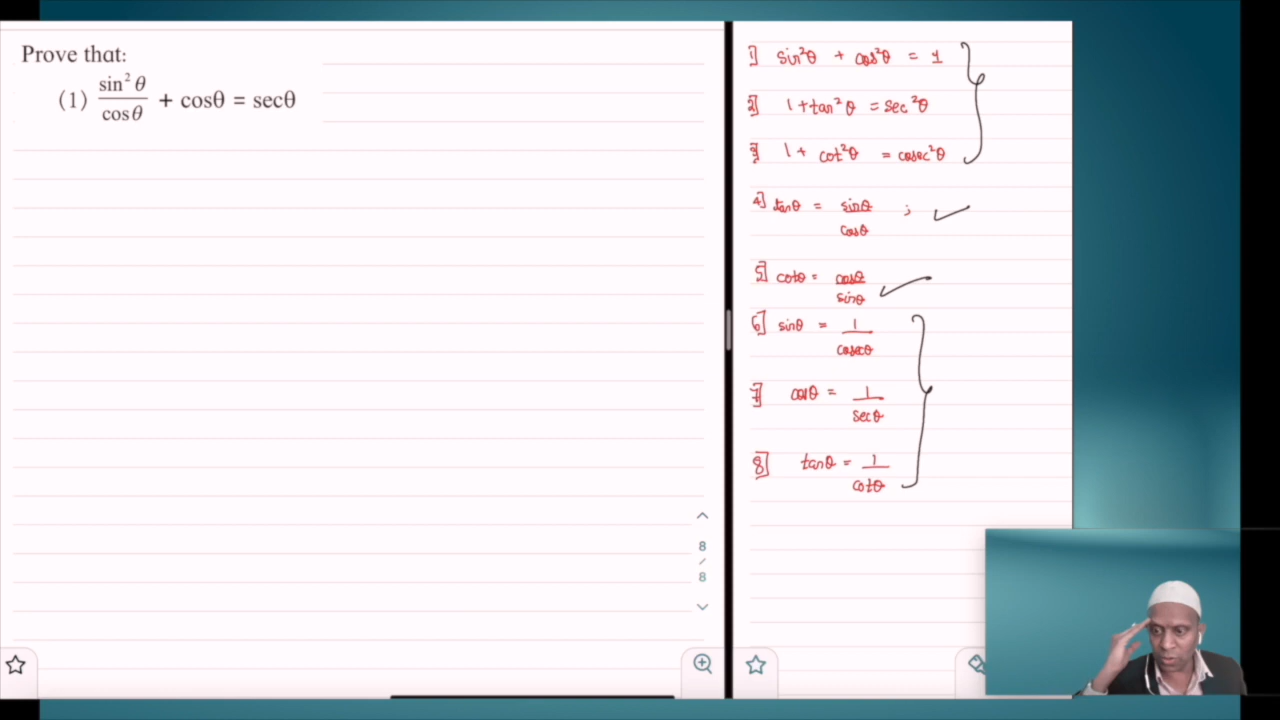 Prove that:
(1) sin² θ / cos θ + cosθ = secθ
8
/
8
1] sin²θ + cos²θ = 1
2] 1 + tan²θ = sec²θ
3] 1 + cot²θ = cosec²θ
4] tanθ = sinθ / cosθ ;
5] cotθ = cosθ / sinθ
6] sinθ = 1 / cosecθ
7] cosθ = 1 / secθ
8] tanθ = 1 / cotθ